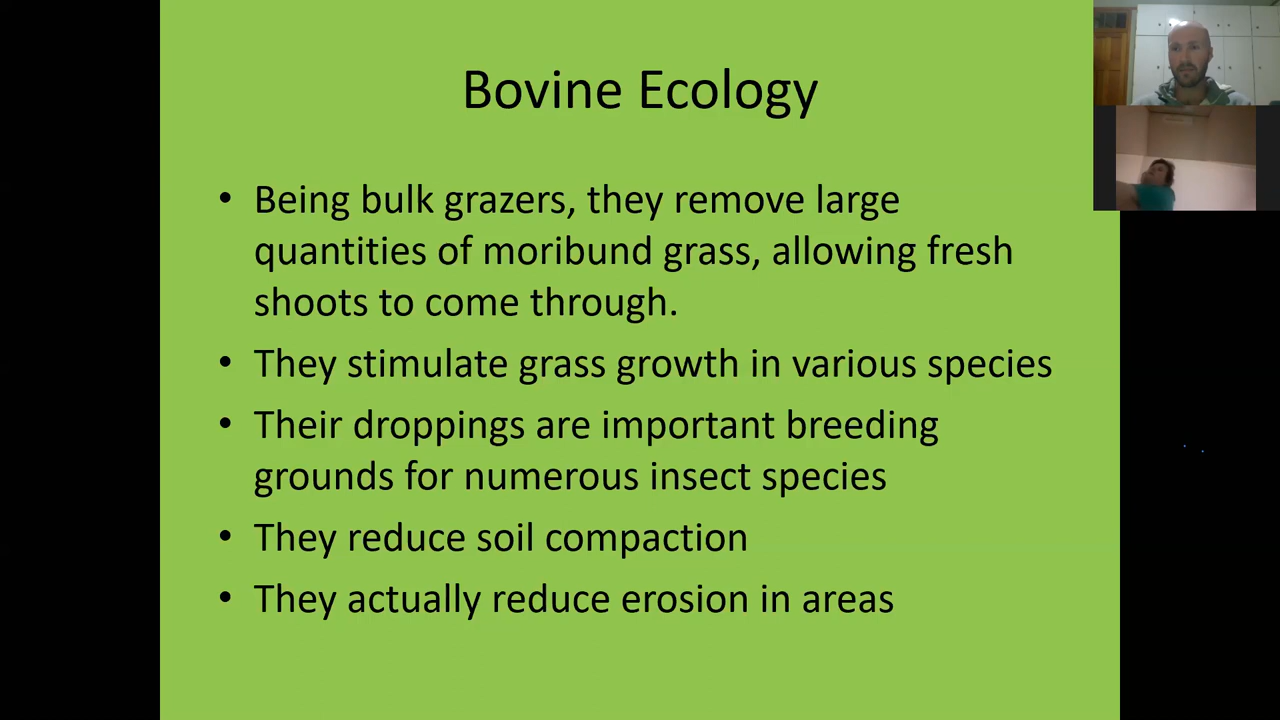 Bovine Ecology
• Being bulk grazers, they remove large
quantities of moribund grass, allowing fresh
shoots to come through.
• They stimulate grass growth in various species
• Their droppings are important breeding
grounds for numerous insect species
• They reduce soil compaction
• They actually reduce erosion in areas